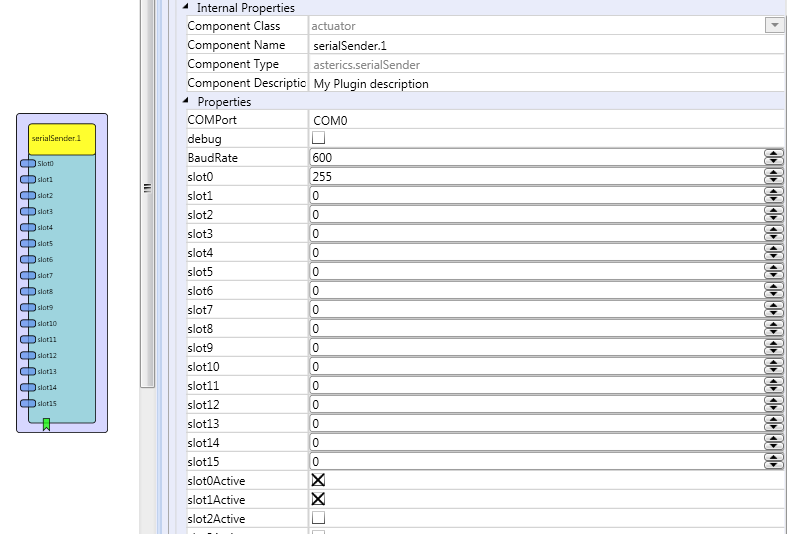 serialSender.1
Slot0
slot1
slot2
slot3
slot4
slot5
slot6
slot7
slot8
slot9
slot10
slot11
slot12
slot13
slot14
slot15
Internal Properties
Component Class actuator
Component Name serialSender.1
Component Type asterics.serialSender
Component Descriptio My Plugin description
Properties
COMPort COM0
debug
BaudRate 600
slot0 255
slot1 0
slot2 0
slot3 0
slot4 0
slot5 0
slot6 0
slot7 0
slot8 0
slot9 0
slot10 0
slot11 0
slot12 0
slot13 0
slot14 0
slot15 0
slot0Active
slot1Active
slot2Active